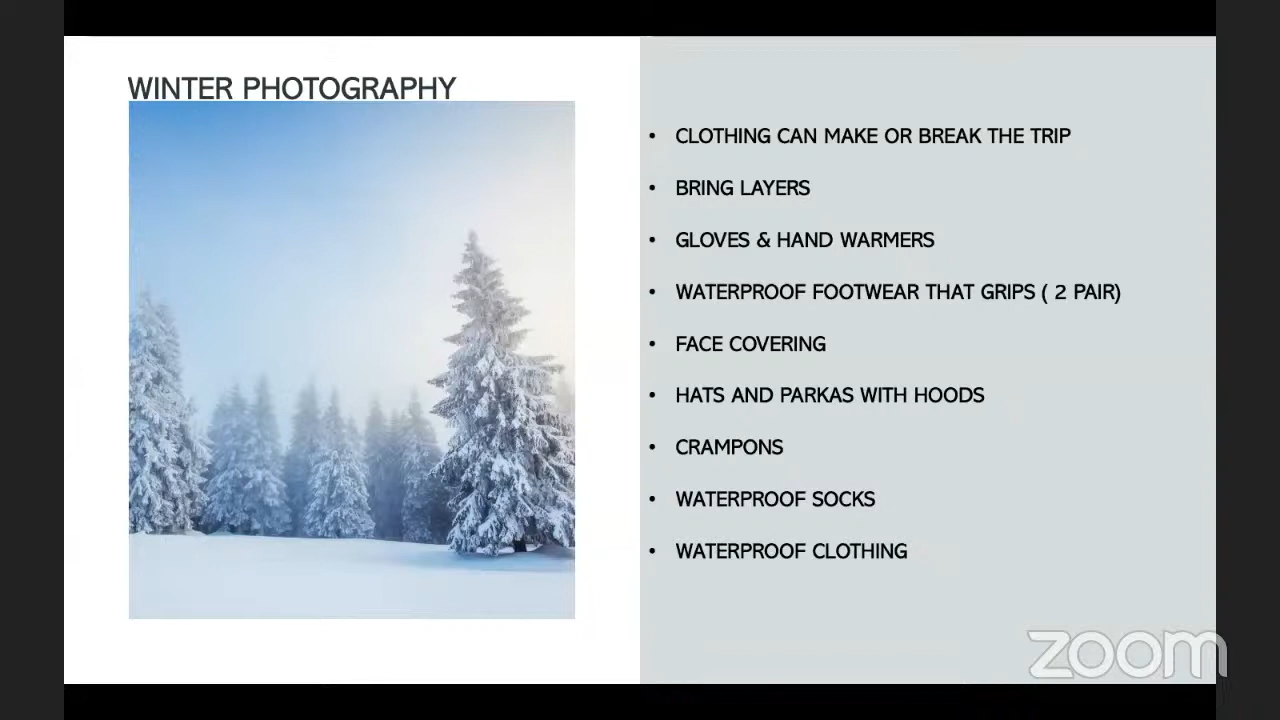 WINTER PHOTOGRAPHY
• CLOTHING CAN MAKE OR BREAK THE TRIP
• BRING LAYERS
• GLOVES & HAND WARMERS
• WATERPROOF FOOTWEAR THAT GRIPS ( 2 PAIR)
• FACE COVERING
• HATS AND PARKAS WITH HOODS
• CRAMPONS
• WATERPROOF SOCKS
• WATERPROOF CLOTHING
zoom